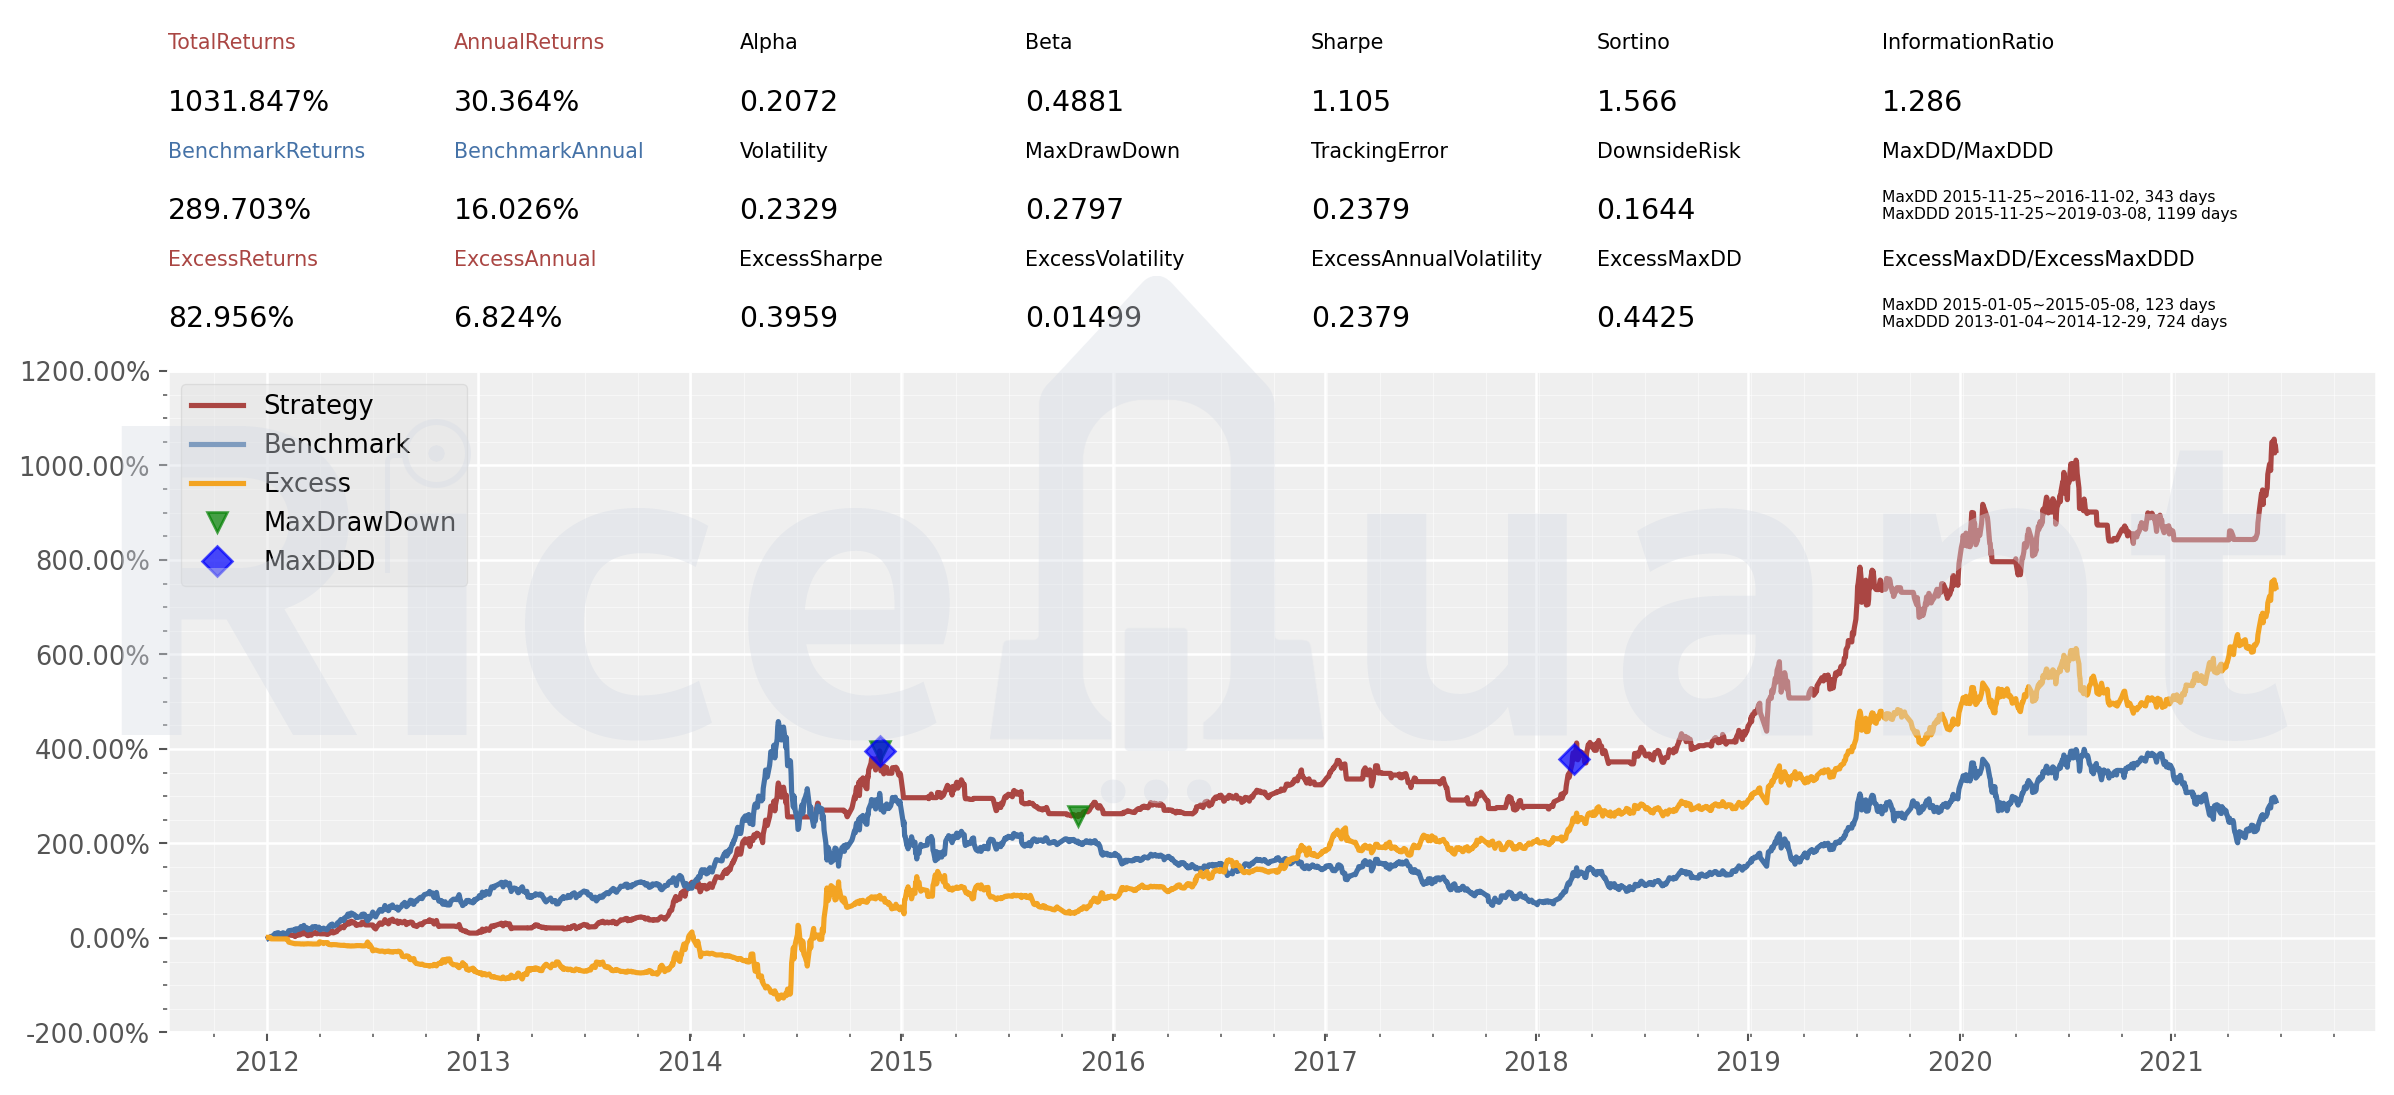 TotalReturns AnnualReturns Alpha Beta Sharpe Sortino InformationRatio
1031.847% 30.364% 0.2072 0.4881 1.105 1.566 1.286
BenchmarkReturns BenchmarkAnnual Volatility MaxDrawDown TrackingError DownsideRisk MaxDD/MaxDDD
289.703% 16.026% 0.2329 0.2797 0.2379 0.1644
MaxDD 2015-11-25~2016-11-02, 343 days
MaxDDD 2015-11-25~2019-03-08, 1199 days
ExcessReturns ExcessAnnual ExcessSharpe ExcessVolatility ExcessAnnualVolatility ExcessMaxDD ExcessMaxDD/ExcessMaxDDD
82.956% 6.824% 0.3959 0.01499 0.2379 0.4425
MaxDD 2015-01-05~2015-05-08, 123 days
MaxDDD 2013-01-04~2014-12-29, 724 days
1200.00%
1000.00%
800.00%
600.00%
400.00%
200.00%
0.00%
-200.00%
Strategy
Benchmark
Excess
MaxDrawDown
MaxDDD
Rice uant
2012 2013 2014 2015 2016 2017 2018 2019 2020 2021